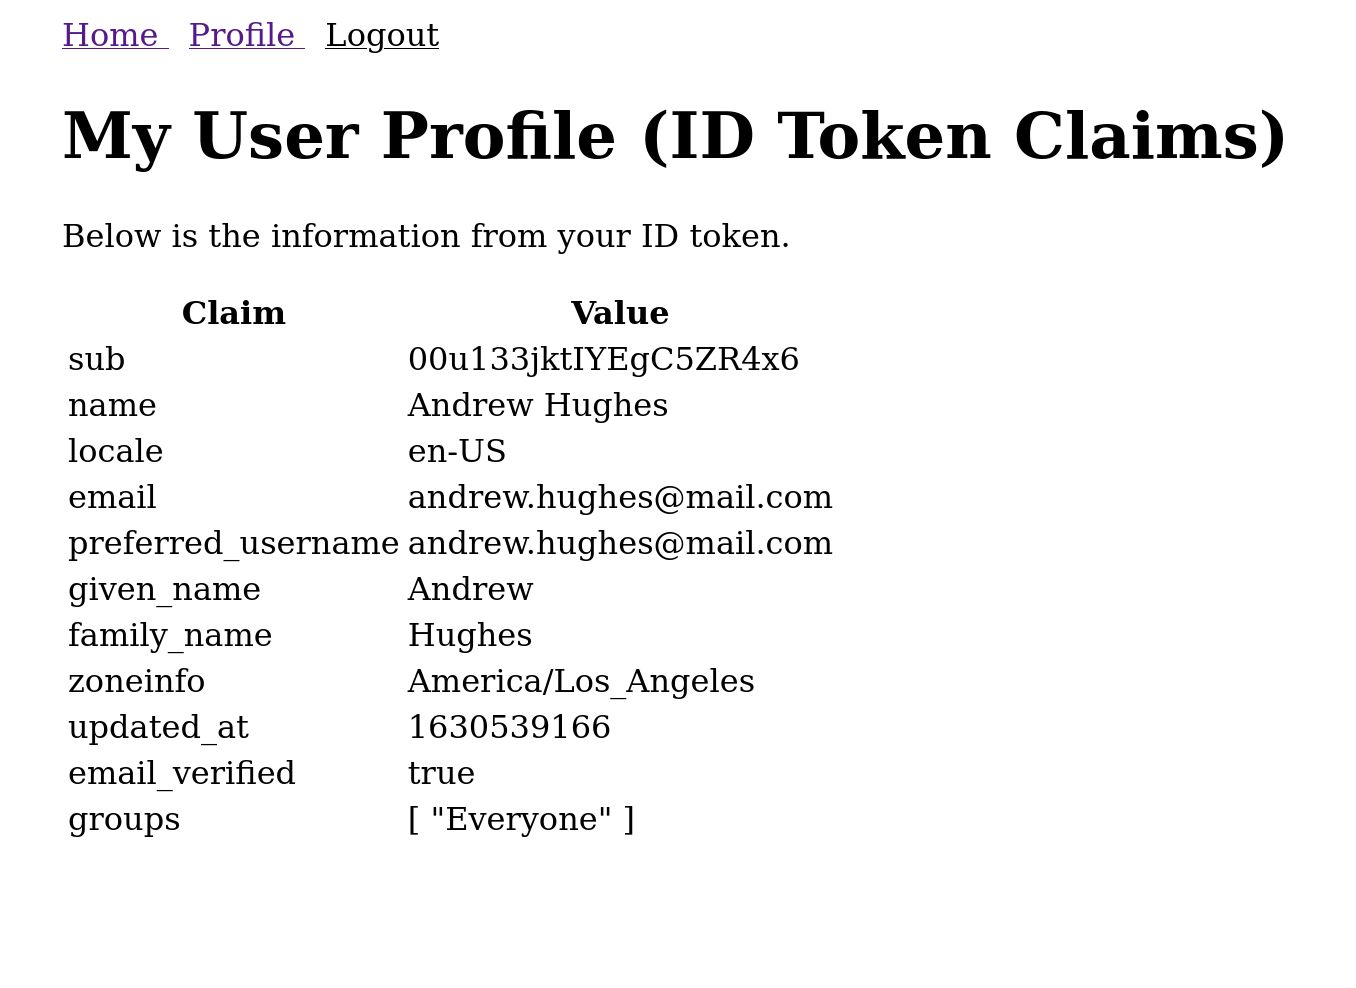 Home Profile Logout
My User Profile (ID Token Claims)
Below is the information from your ID token.
Claim Value
sub 00u133jktIYEgC5ZR4x6
name Andrew Hughes
locale en-US
email andrew.hughes@mail.com
preferred_username andrew.hughes@mail.com
given_name Andrew
family_name Hughes
zoneinfo America/Los_Angeles
updated_at 1630539166
email_verified true
groups [ "Everyone" ]